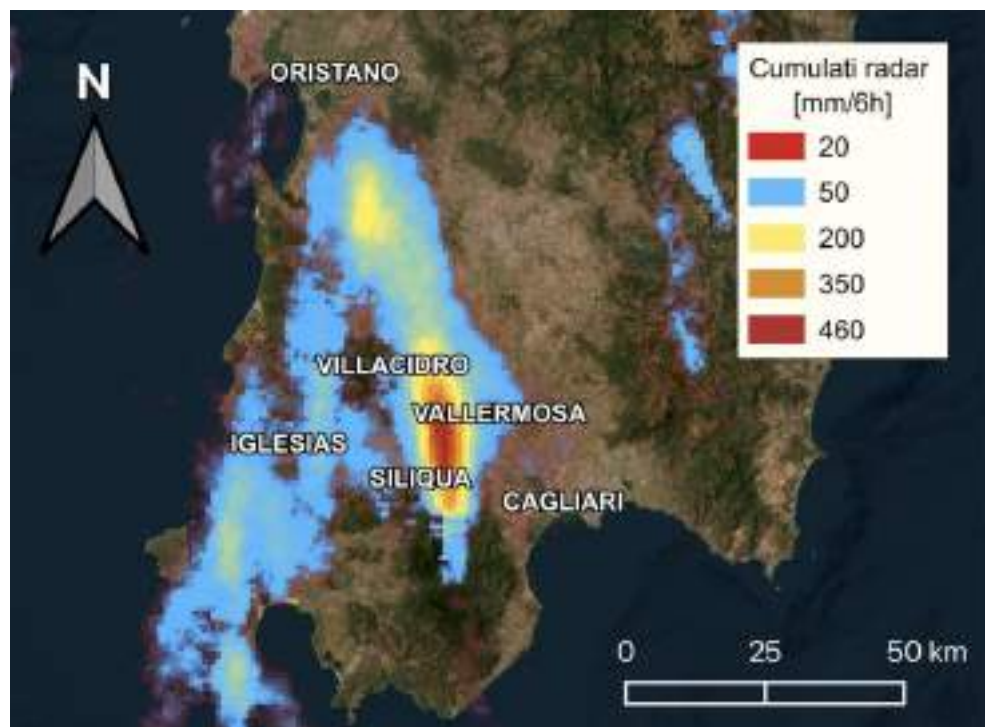 N
ORISTANO
Cumulati radar
[mm/6h]
20
50
200
350
460
VILLACIDRO
VALLERMOSA
IGLESIAS
SILIQUA
CAGLIARI
0 25 50 km